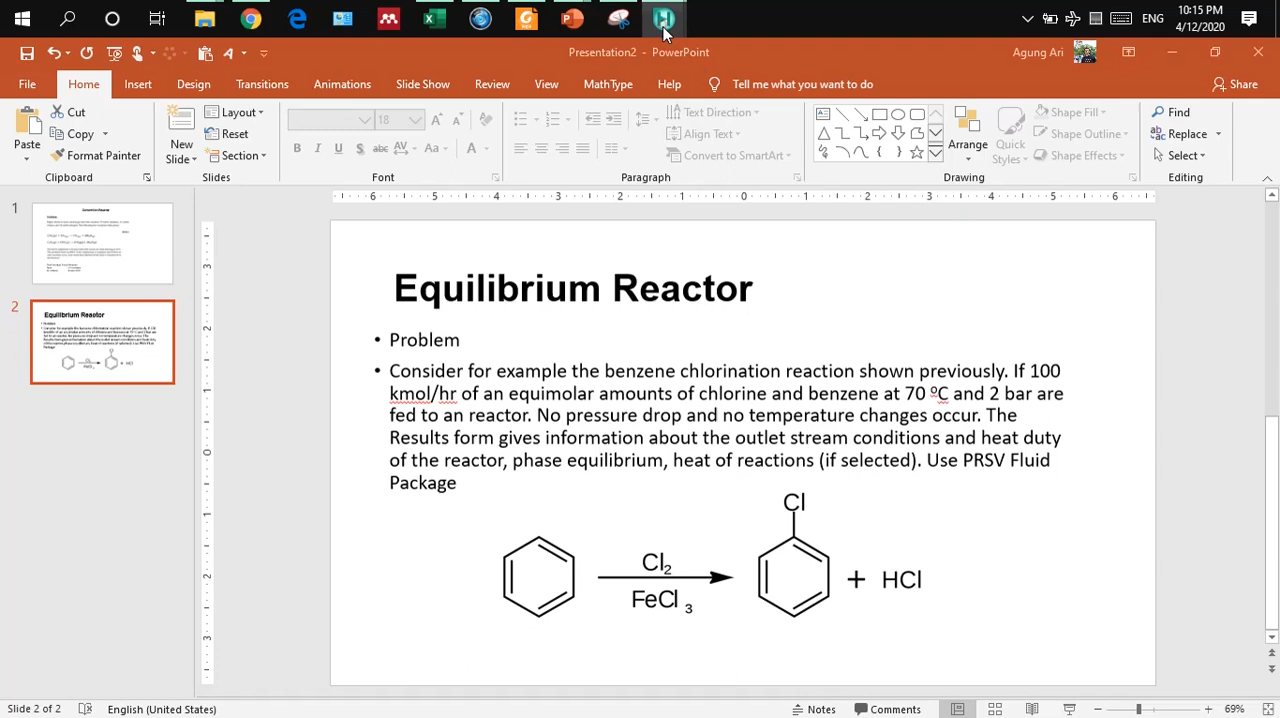 10:15 PM
ENG
4/12/2020
Presentation2 - PowerPoint
Agung Ari
File Home Insert Design Transitions Animations Slide Show Review View MathType Help Tell me what you want to do Share
Paste
Cut
Copy
Format Painter
Clipboard
New
Slide
Layout
Reset
Section
Slides
18
Font
Text Direction
Align Text
Convert to SmartArt
Paragraph
Arrange
Quick
Styles
Shape Fill
Shape Outline
Shape Effects
Drawing
Find
Replace
Select
Editing
1
2
Equilibrium Reactor
Equilibrium Reactor
• Problem
• Consider for example the benzene chlorination reaction shown previously. If 100
kmol/hr of an equimolar amounts of chlorine and benzene at 70 °C and 2 bar are
fed to an reactor. No pressure drop and no temperature changes occur. The
Results form gives information about the outlet stream conditions and heat duty
of the reactor, phase equilibrium, heat of reactions (if selected). Use PRSV Fluid
Package
Cl
Cl2
FeCl 3
+ HCl
Slide 2 of 2 English (United States) Notes Comments 69%